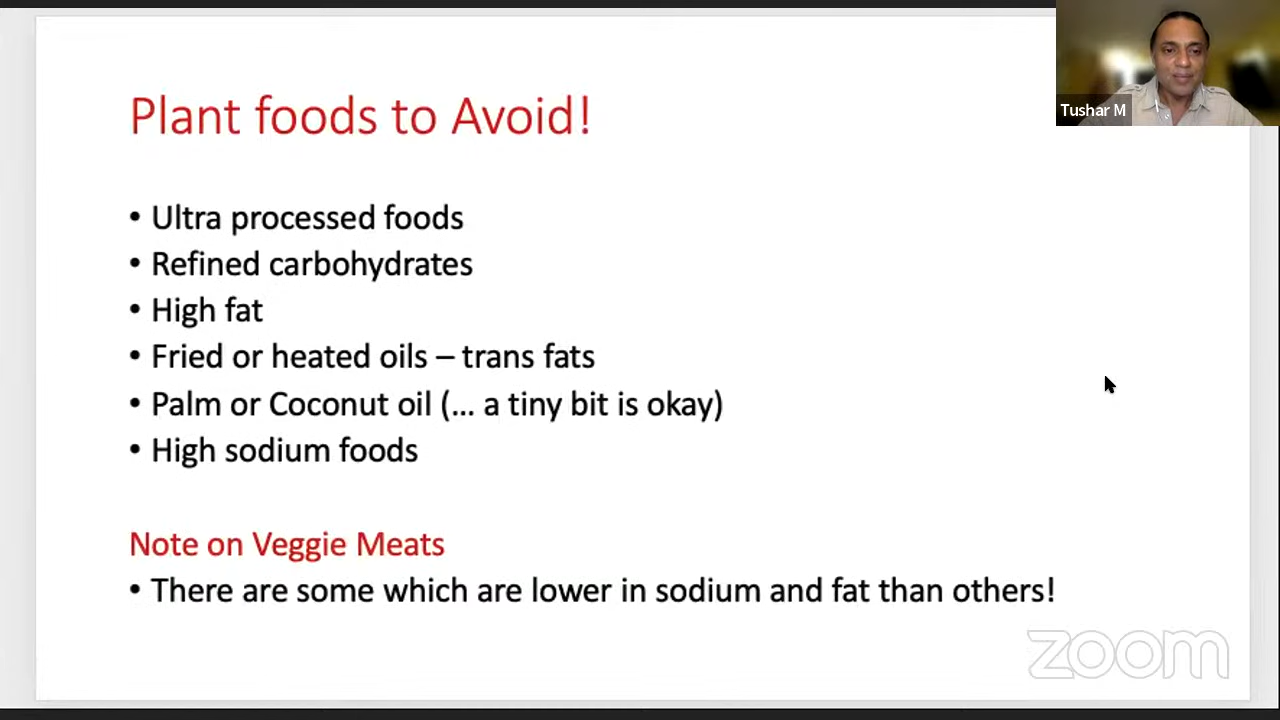 Plant foods to Avoid!
Tushar M
• Ultra processed foods
• Refined carbohydrates
• High fat
• Fried or heated oils – trans fats
• Palm or Coconut oil (... a tiny bit is okay)
• High sodium foods
Note on Veggie Meats
• There are some which are lower in sodium and fat than others!
zoom